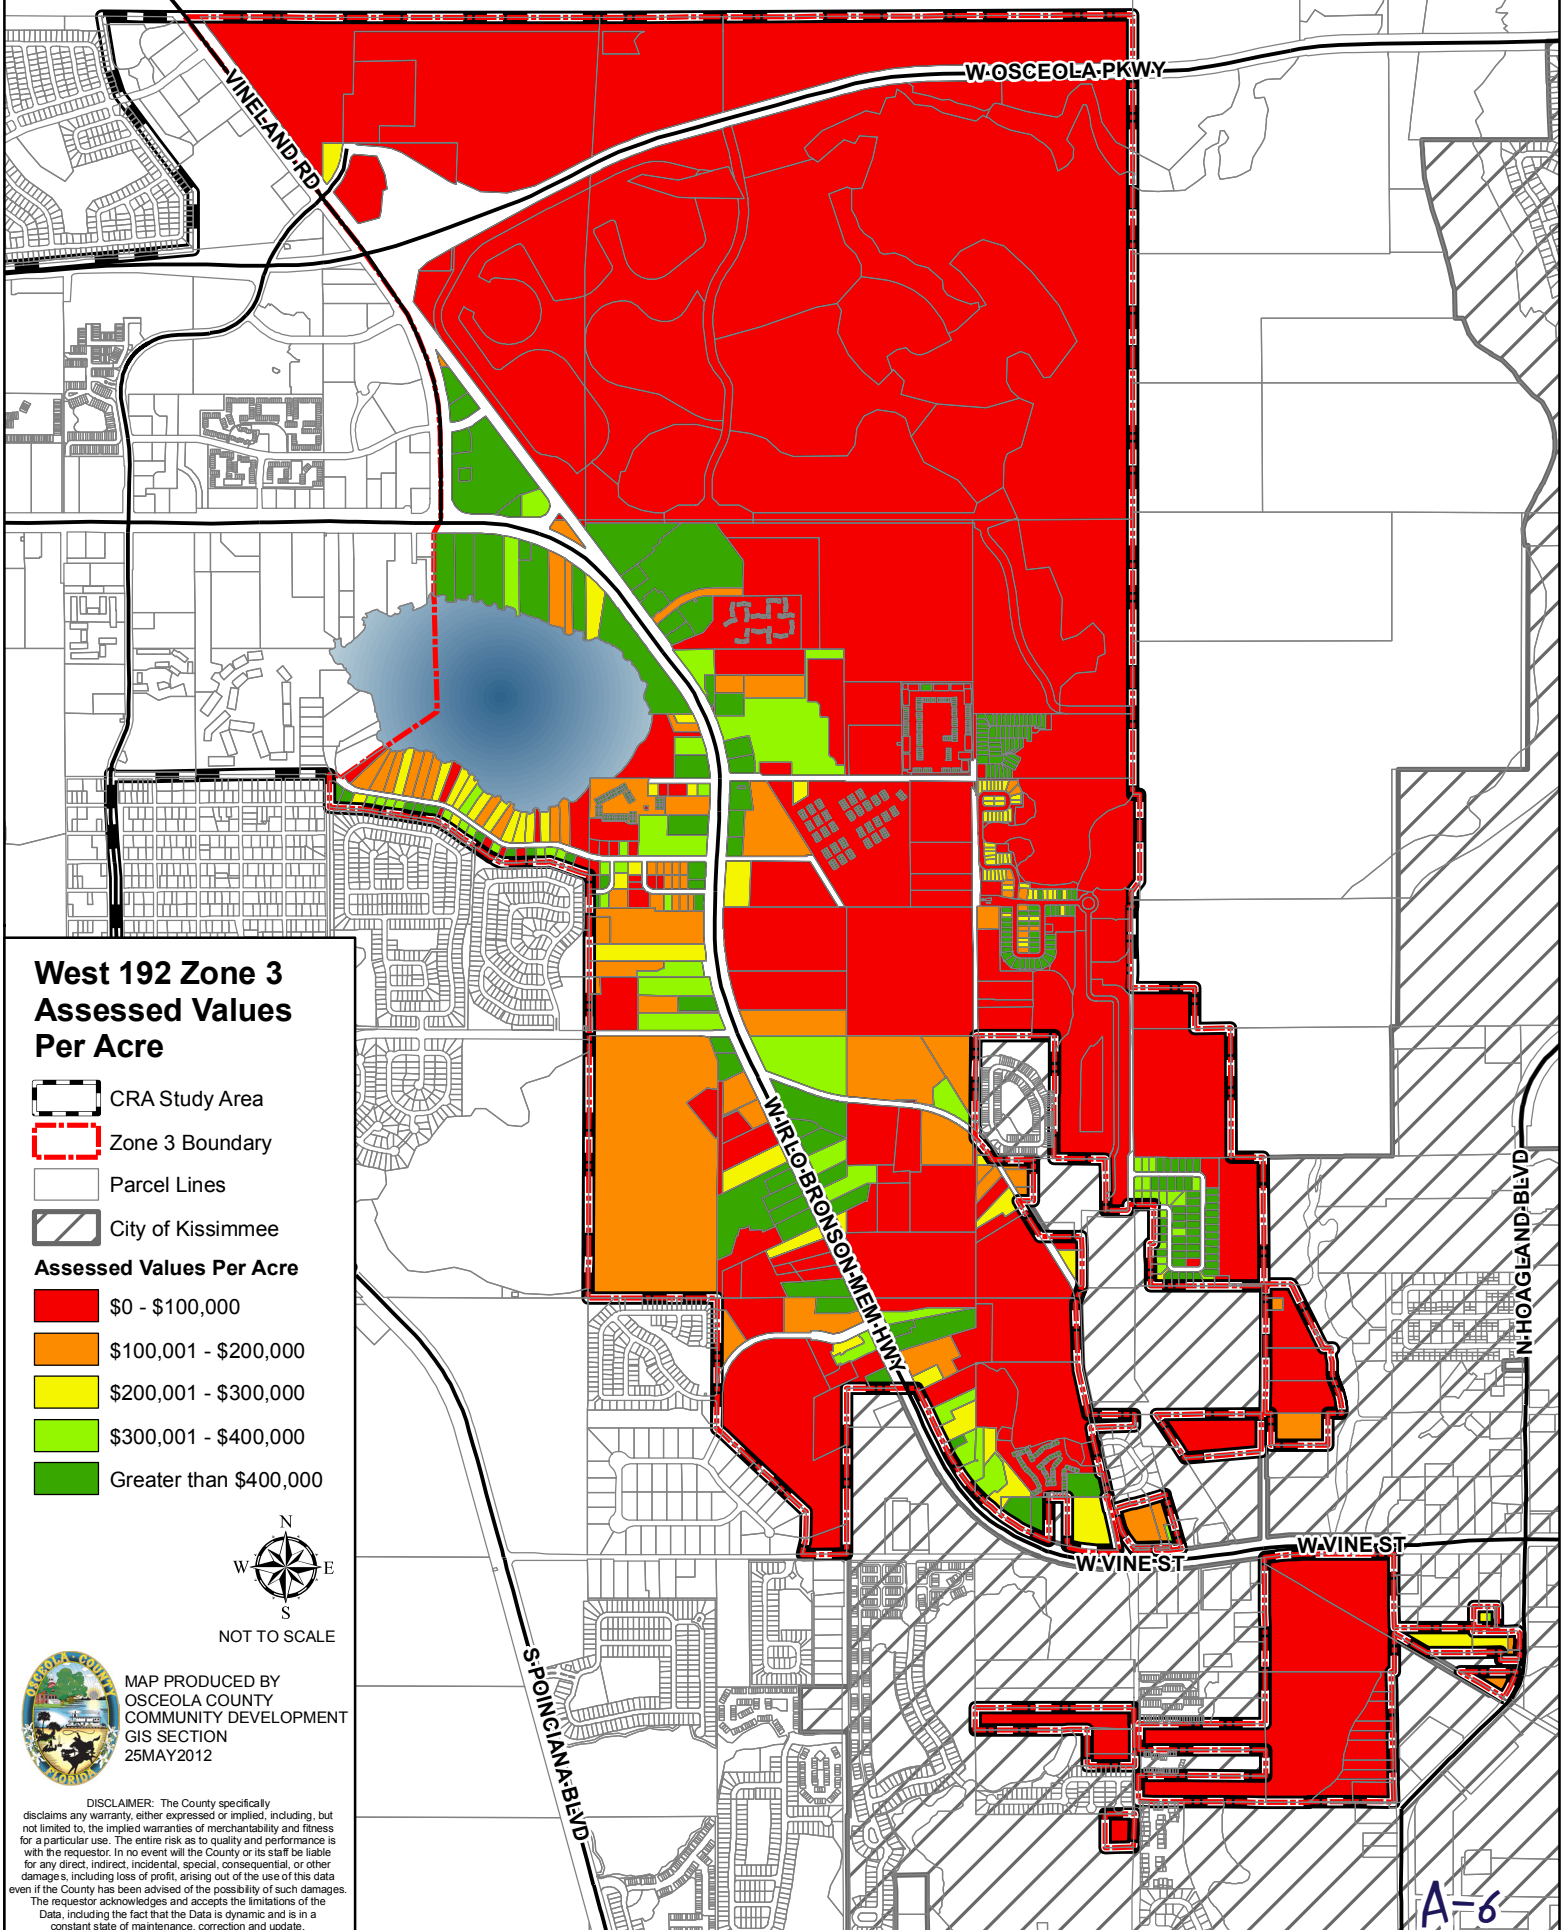 W OSCEOLA PKWY
VINELAND RD
W IRLO BRONSON MEM HWY
N HOAGLAND BLVD
W VINE ST
W VINE ST
S POINCIANA BLVD
West 192 Zone 3
Assessed Values
Per Acre
CRA Study Area
Zone 3 Boundary
Parcel Lines
City of Kissimmee
Assessed Values Per Acre
$0 - $100,000
$100,001 - $200,000
$200,001 - $300,000
$300,001 - $400,000
Greater than $400,000
N
W E
S
NOT TO SCALE
OSCEOLA COUNTY
FLORIDA
MAP PRODUCED BY
OSCEOLA COUNTY
COMMUNITY DEVELOPMENT
GIS SECTION
25MAY2012
DISCLAIMER: The County specifically
disclaims any warranty, either expressed or implied, including, but
not limited to, the implied warranties of merchantability and fitness
for a particular use. The entire risk as to quality and performance is
with the requestor. In no event will the County or its staff be liable
for any direct, indirect, incidental, special, consequential, or other
damages, including loss of profit, arising out of the use of this data
even if the County has been advised of the possibility of such damages.
The requestor acknowledges and accepts the limitations of the
Data, including the fact that the Data is dynamic and is in a
constant state of maintenance, correction and update.
A-6